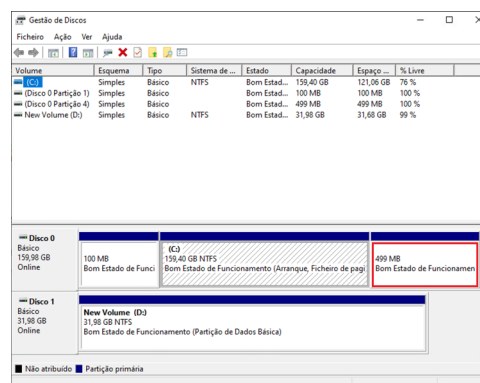 Gestão de Discos
Ficheiro Ação Ver Ajuda
Volume Esquema Tipo Sistema de ... Estado Capacidade Espaço ... % Livre
(C:) Simples Básico NTFS Bom Estad... 159,40 GB 121,06 GB 76 %
(Disco 0 Partição 1) Simples Básico Bom Estad... 100 MB 100 MB 100 %
(Disco 0 Partição 4) Simples Básico Bom Estad... 499 MB 499 MB 100 %
New Volume (D:) Simples Básico NTFS Bom Estad... 31,98 GB 31,68 GB 99 %
Disco 0
Básico
159,98 GB
Online
100 MB
Bom Estado de Funci
(C:)
159,40 GB NTFS
Bom Estado de Funcionamento (Arranque, Ficheiro de pagi
499 MB
Bom Estado de Funcionamen
Disco 1
Básico
31,98 GB
Online
New Volume (D:)
31,98 GB NTFS
Bom Estado de Funcionamento (Partição de Dados Básica)
Não atribuído Partição primária